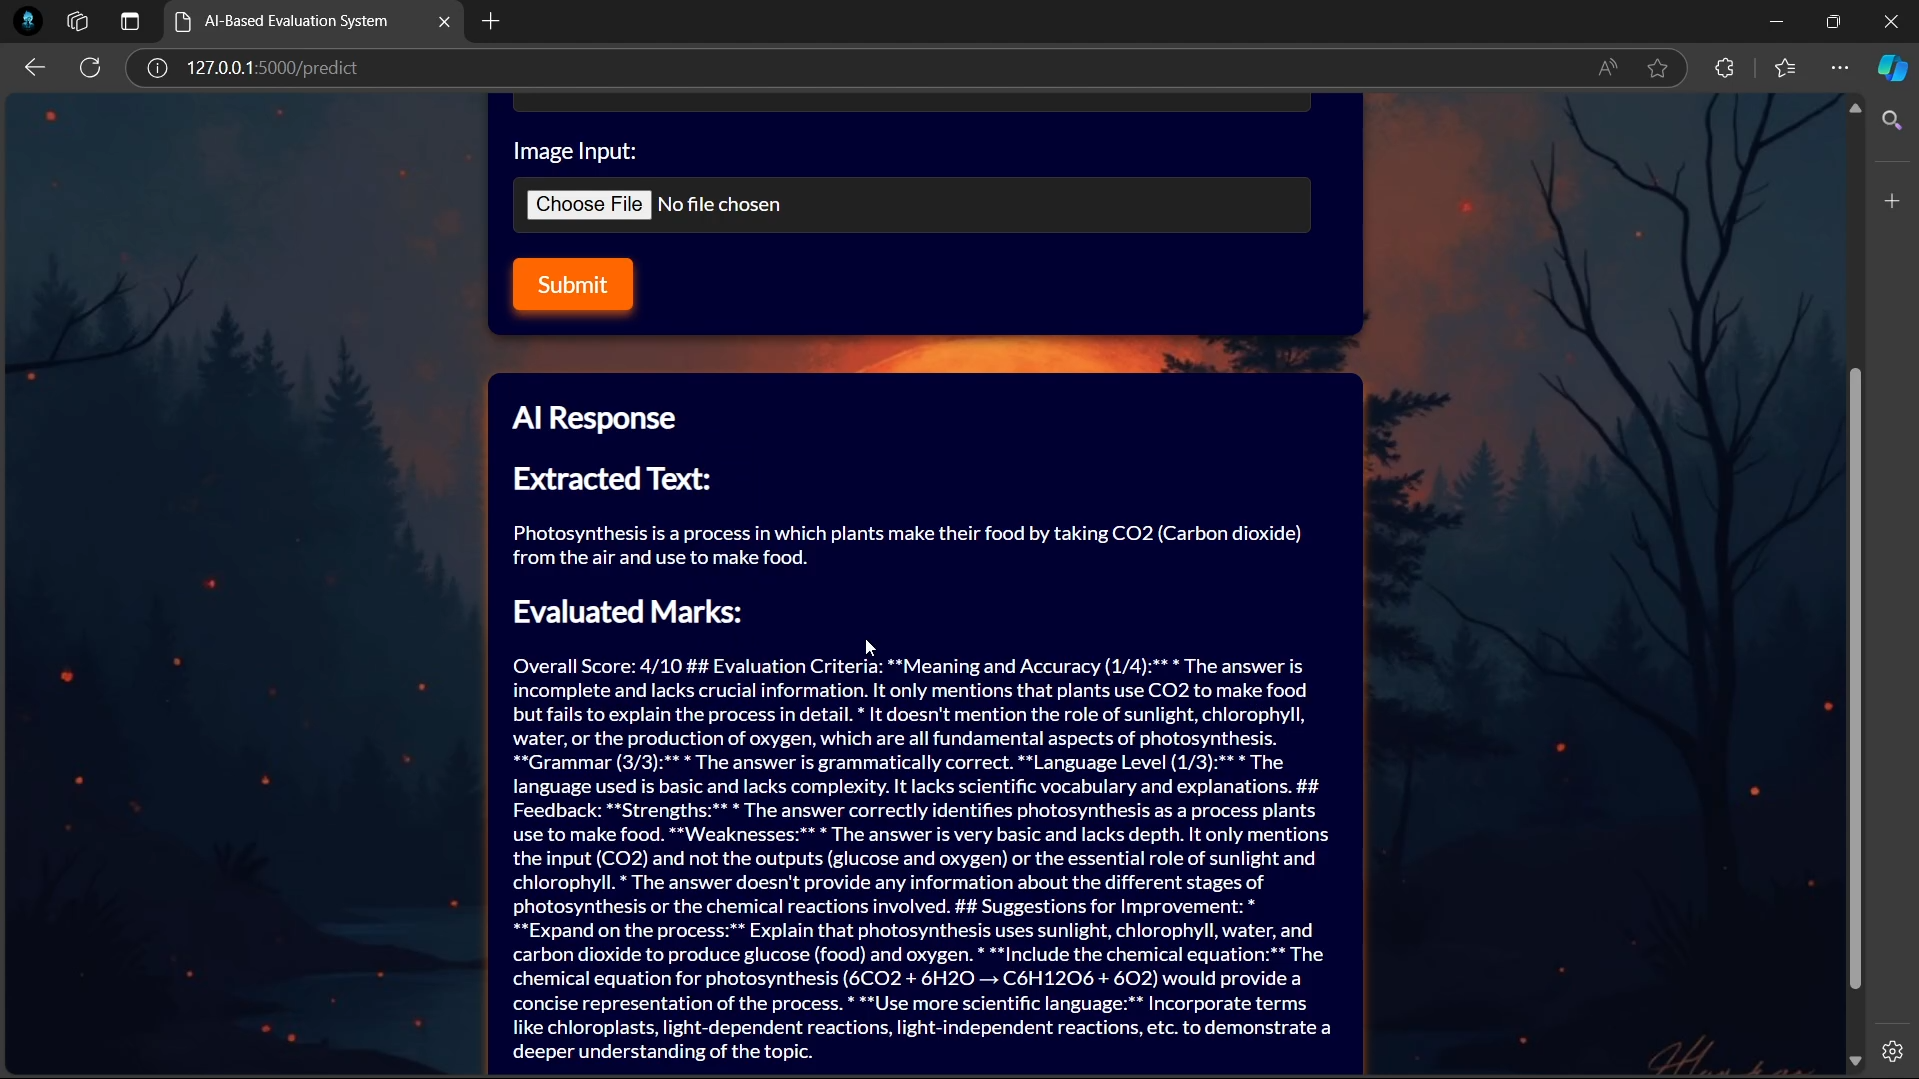 AI-Based Evaluation System
127.0.0.1:5000/predict
Image Input:
Choose File No file chosen
Submit
AI Response
Extracted Text:
Photosynthesis is a process in which plants make their food by taking CO2 (Carbon dioxide)
from the air and use to make food.
Evaluated Marks:
Overall Score: 4/10 ## Evaluation Criteria: **Meaning and Accuracy (1/4):** * The answer is
incomplete and lacks crucial information. It only mentions that plants use CO2 to make food
but fails to explain the process in detail. * It doesn't mention the role of sunlight, chlorophyll,
water, or the production of oxygen, which are all fundamental aspects of photosynthesis.
**Grammar (3/3):** * The answer is grammatically correct. **Language Level (1/3):** * The
language used is basic and lacks complexity. It lacks scientific vocabulary and explanations. ##
Feedback: **Strengths:** * The answer correctly identifies photosynthesis as a process plants
use to make food. **Weaknesses:** * The answer is very basic and lacks depth. It only mentions
the input (CO2) and not the outputs (glucose and oxygen) or the essential role of sunlight and
chlorophyll. * The answer doesn't provide any information about the different stages of
photosynthesis or the chemical reactions involved. ## Suggestions for Improvement: *
**Expand on the process:** Explain that photosynthesis uses sunlight, chlorophyll, water, and
carbon dioxide to produce glucose (food) and oxygen. * **Include the chemical equation:** The
chemical equation for photosynthesis (6CO2 + 6H2O → C6H12O6 + 6O2) would provide a
concise representation of the process. * **Use more scientific language:** Incorporate terms
like chloroplasts, light-dependent reactions, light-independent reactions, etc. to demonstrate a
deeper understanding of the topic.